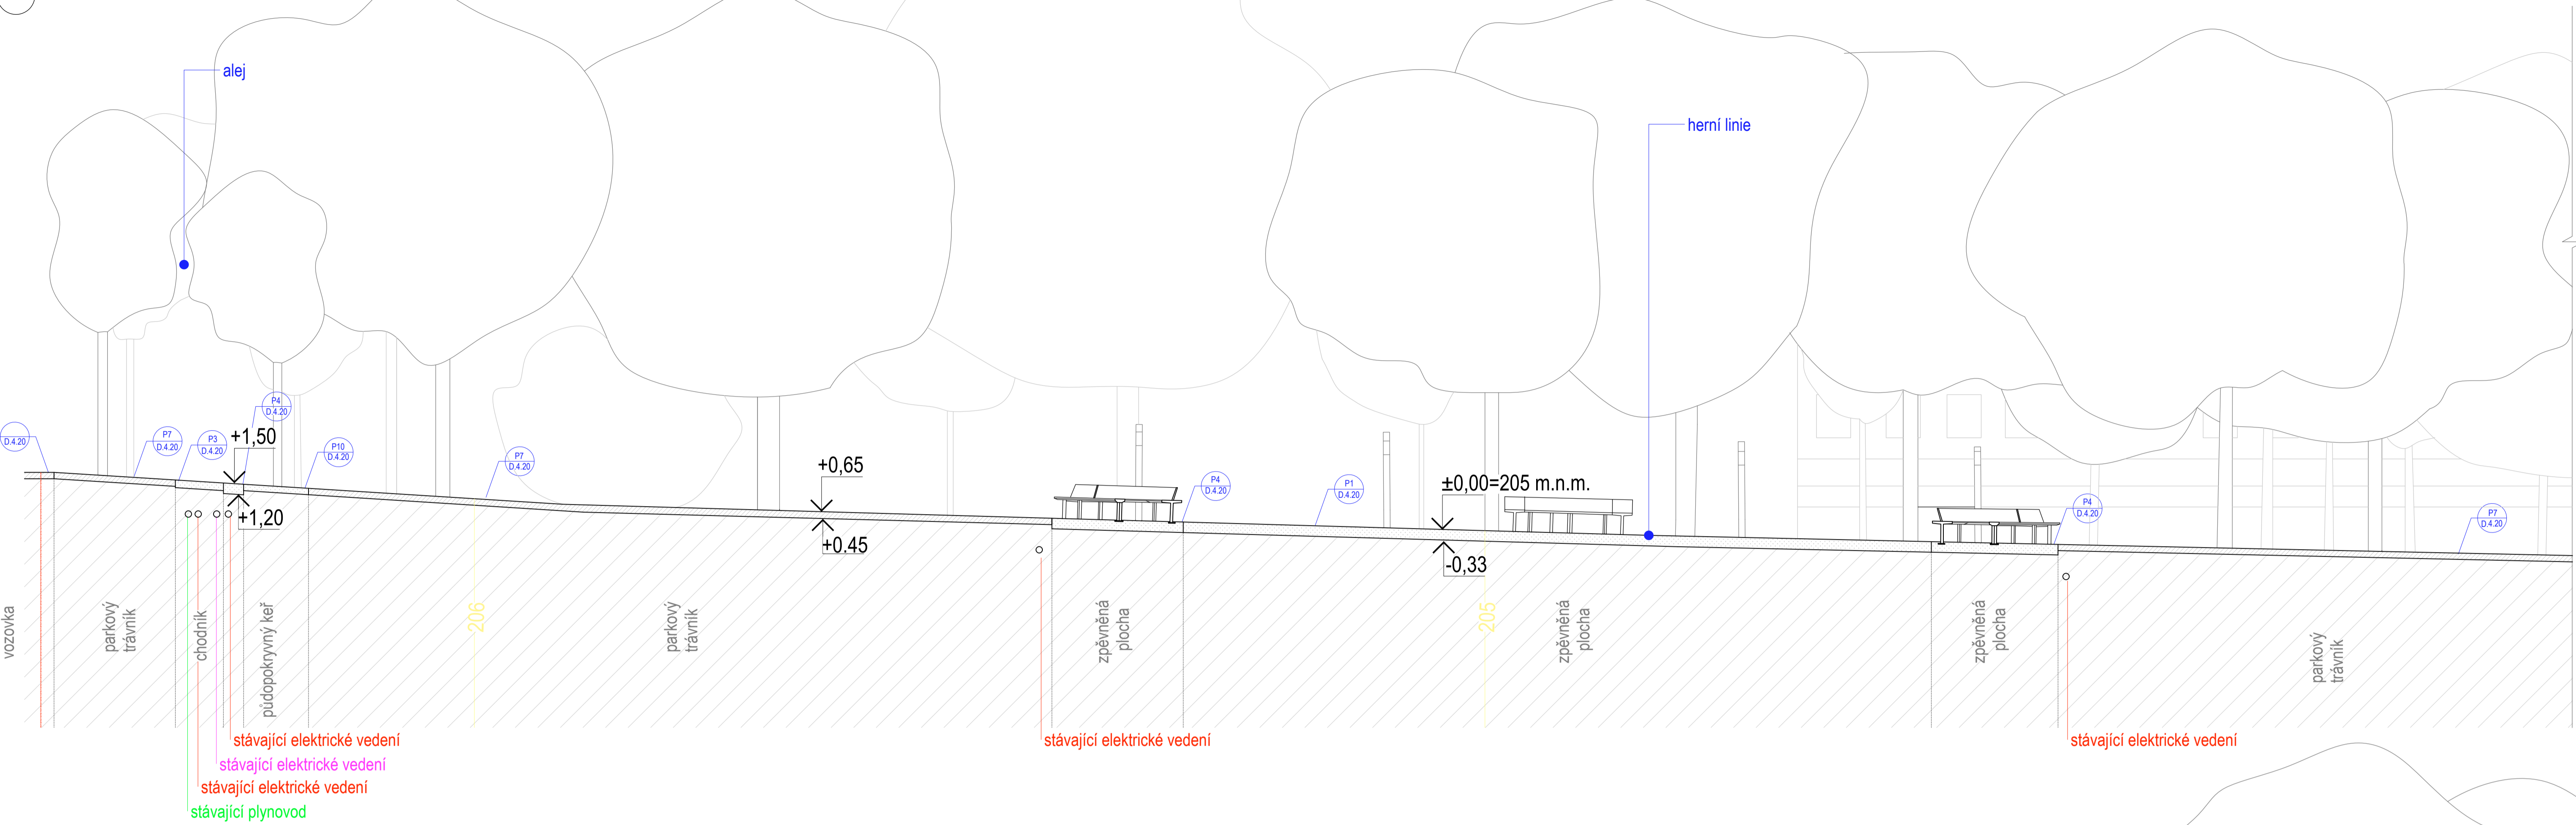 alej
herní linie
P4
D.4.20
D.4.20
P7
D.4.20
P3
D.4.20
+1,50
P10
D.4.20
P7
D.4.20
+0,65
P4
D.4.20
P1
D.4.20
±0,00=205 m.n.m.
P4
D.4.20
P7
D.4.20
+1,20
+0.45
-0,33
vozovka
parkový
trávník
chodník
půdopokryvný keř
206
parkový
trávník
zpěvněná
plocha
205
zpěvněná
plocha
zpěvněná
plocha
parkový
trávník
stávající elektrické vedení
stávající elektrické vedení
stávající elektrické vedení
stávající elektrické vedení
stávající elektrické vedení
stávající plynovod